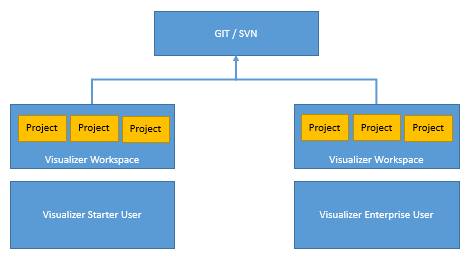 GIT / SVN
Project Project Project
Visualizer Workspace
Project Project Project
Visualizer Workspace
Visualizer Starter User
Visualizer Enterprise User